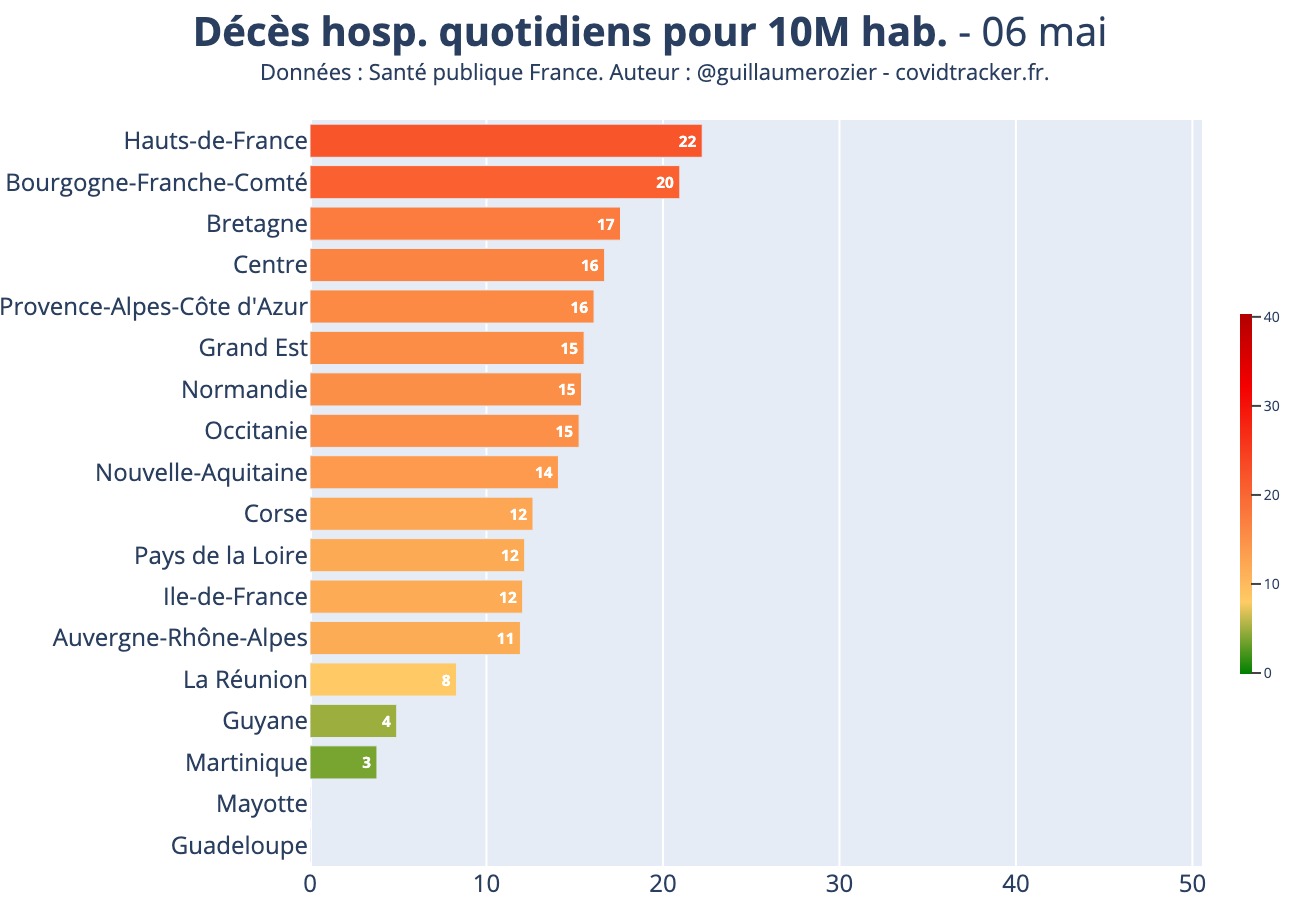 Décès hosp. quotidiens pour 10M hab. - 06 mai
Données : Santé publique France. Auteur : @guillaumerozier - covidtracker.fr.
Hauts-de-France 22
Bourgogne-Franche-Comté 20
Bretagne 17
Centre 16
Provence-Alpes-Côte d'Azur 16
Grand Est 15
Normandie 15
Occitanie 15
Nouvelle-Aquitaine 14
Corse 12
Pays de la Loire 12
Ile-de-France 12
Auvergne-Rhône-Alpes 11
La Réunion 8
Guyane 4
Martinique 3
Mayotte
Guadeloupe
0 10 20 30 40 50
40
30
20
10
0